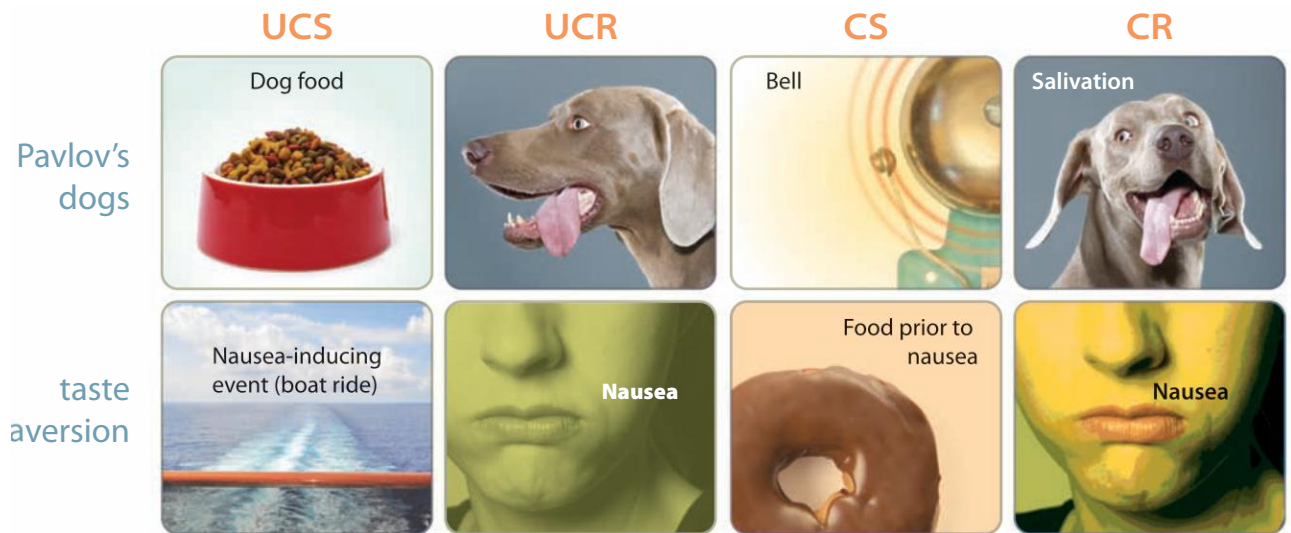 UCS UCR CS CR
Pavlov's
dogs
Dog food
Bell
Salivation
taste
aversion
Nausea-inducing
event (boat ride)
Nausea
Food prior to
nausea
Nausea